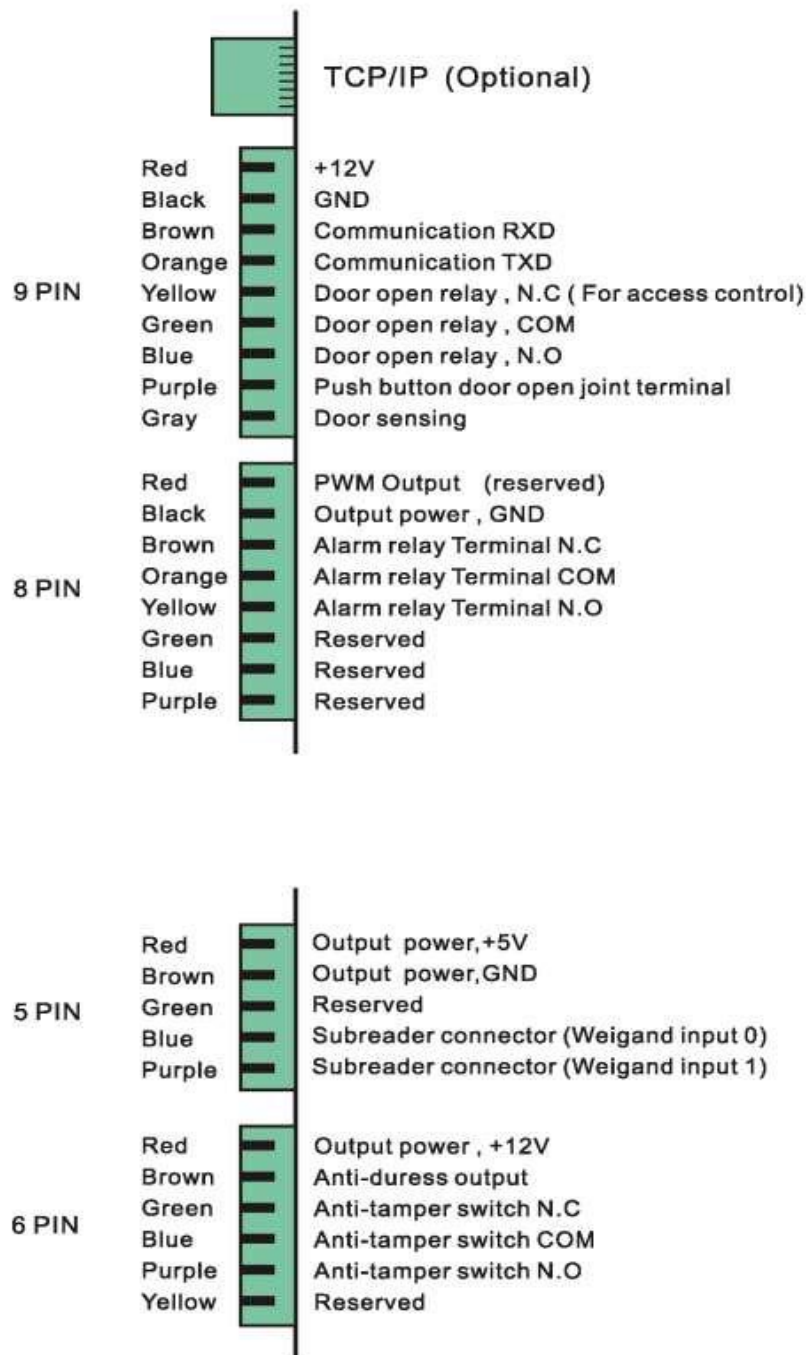 TCP/IP (Optional)
Red +12V
Black GND
Brown Communication RXD
Orange Communication TXD
9 PIN Yellow Door open relay , N.C ( For access control)
Green Door open relay , COM
Blue Door open relay , N.O
Purple Push button door open joint terminal
Gray Door sensing
Red PWM Output (reserved)
Black Output power , GND
Brown Alarm relay Terminal N.C
Orange Alarm relay Terminal COM
8 PIN Yellow Alarm relay Terminal N.O
Green Reserved
Blue Reserved
Purple Reserved
Red Output power,+5V
Brown Output power,GND
5 PIN Green Reserved
Blue Subreader connector (Weigand input 0)
Purple Subreader connector (Weigand input 1)
Red Output power , +12V
Brown Anti-duress output
Green Anti-tamper switch N.C
6 PIN Blue Anti-tamper switch COM
Purple Anti-tamper switch N.O
Yellow Reserved